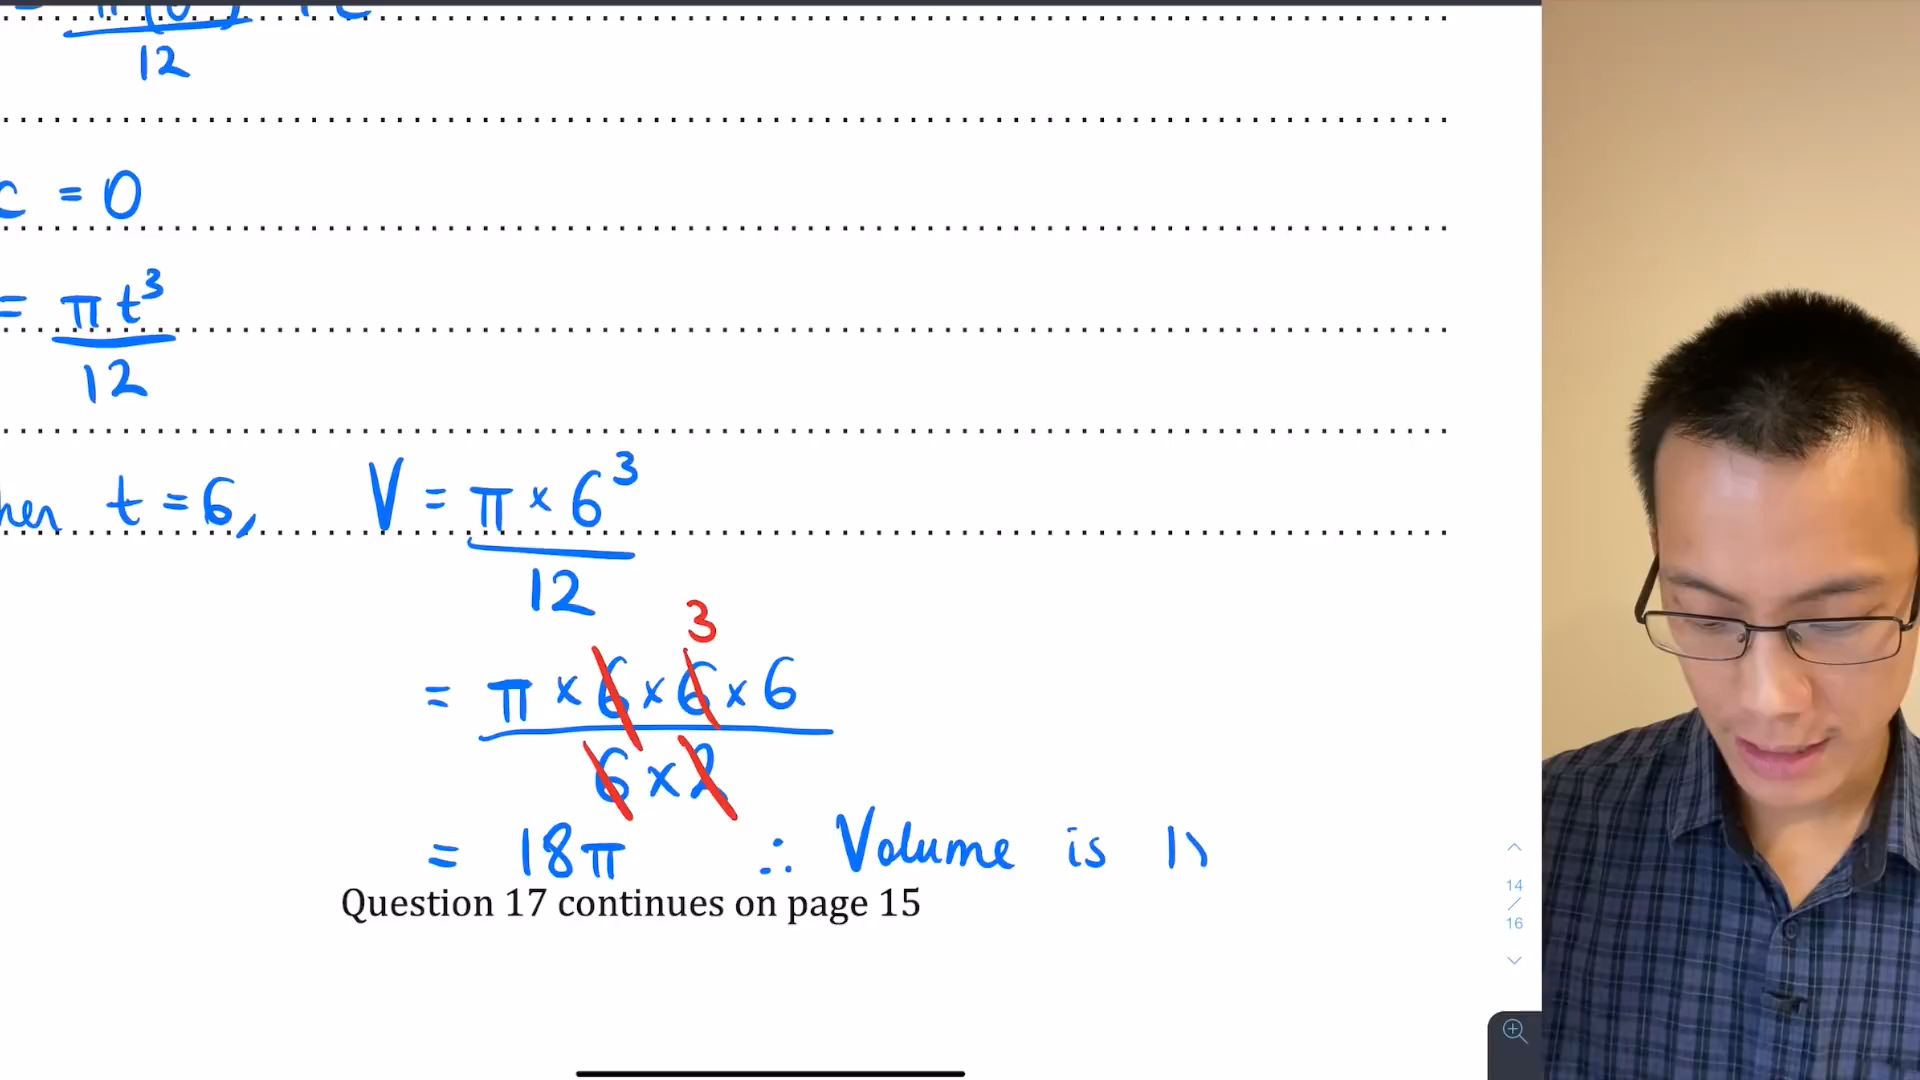 12
c = 0
= πt³
12
t = 6, V = π × 6³
12
3
= π × 6 × 6 × 6
6 × 2
= 18π ∴ Volume is 1
Question 17 continues on page 15
14
/
16